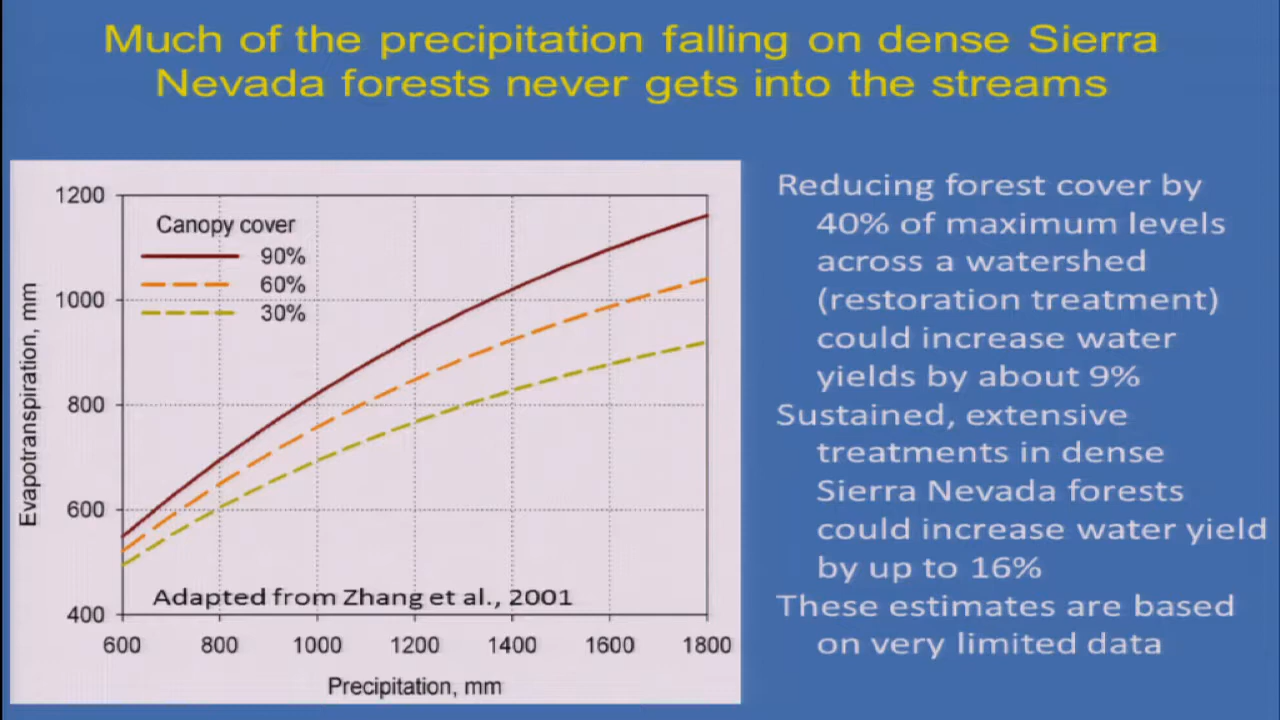 Much of the precipitation falling on dense Sierra
Nevada forests never gets into the streams
Reducing forest cover by
40% of maximum levels
across a watershed
(restoration treatment)
could increase water
yields by about 9%
Sustained, extensive
treatments in dense
Sierra Nevada forests
could increase water yield
by up to 16%
These estimates are based
on very limited data
Evapotranspiration, mm
1200
1000
800
600
400
Canopy cover
90%
60%
30%
Adapted from Zhang et al., 2001
600 800 1000 1200 1400 1600 1800
Precipitation, mm